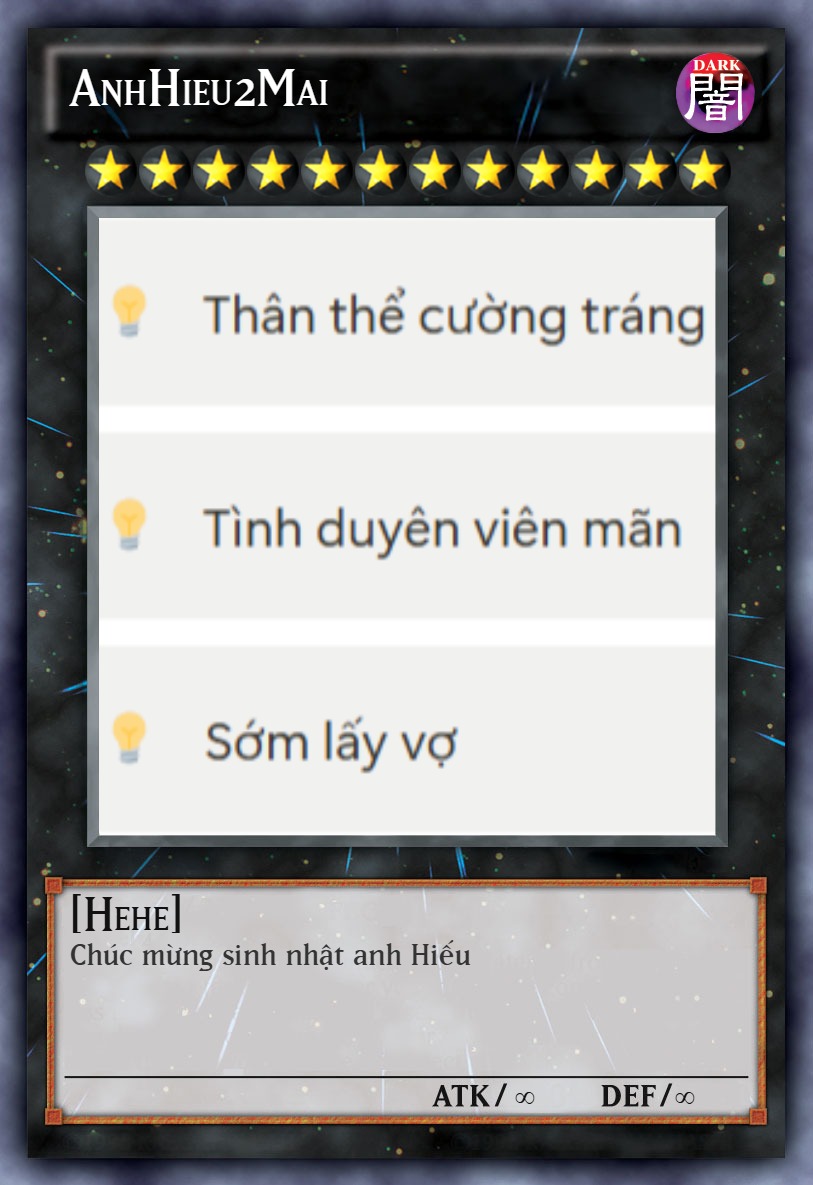 AnhHieu2Mai
DARK
闇
Thân thể cường tráng
Tình duyên viên mãn
Sớm lấy vợ
[Hehe]
Chúc mừng sinh nhật anh Hiếu
ATK/∞ DEF/∞